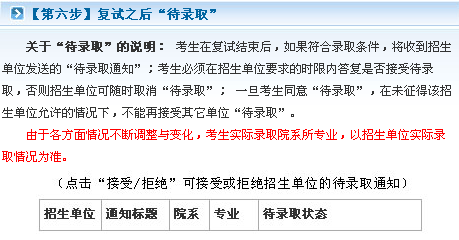 【第六步】复试之后“待录取”
关于“待录取”的说明： 考生在复试结束后，如果符合录取条件，将收到招生
单位发送的“待录取通知”；考生必须在招生单位要求的时限内答复是否接受待录
取，否则招生单位可随时取消“待录取”； 一旦考生同意“待录取”，在未征得该招
生单位允许的情况下，不能再接受其它单位“待录取”。
由于各方面情况不断调整与变化，考生实际录取院系所专业，以招生单位实际录
取情况为准。
（点击“接受/拒绝”可接受或拒绝招生单位的待录取通知）
招生单位 通知标题 院系 专业 待录取状态